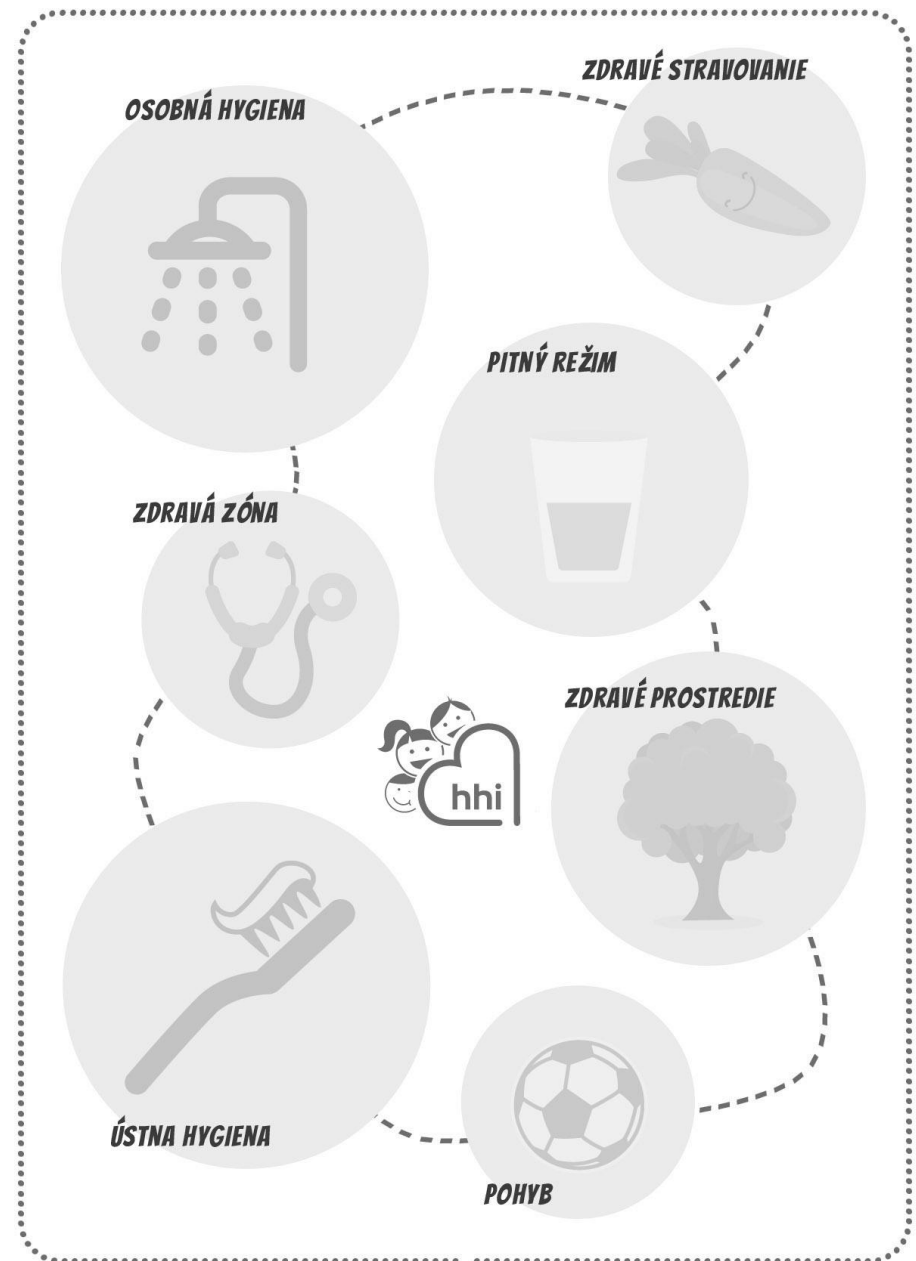 ZDRAVÉ STRAVOVANIE
OSOBNÁ HYGIENA
PITNÝ REŽIM
ZDRAVÁ ZÓNA
ZDRAVÉ PROSTREDIE
hhi
ÚSTNA HYGIENA
POHYB